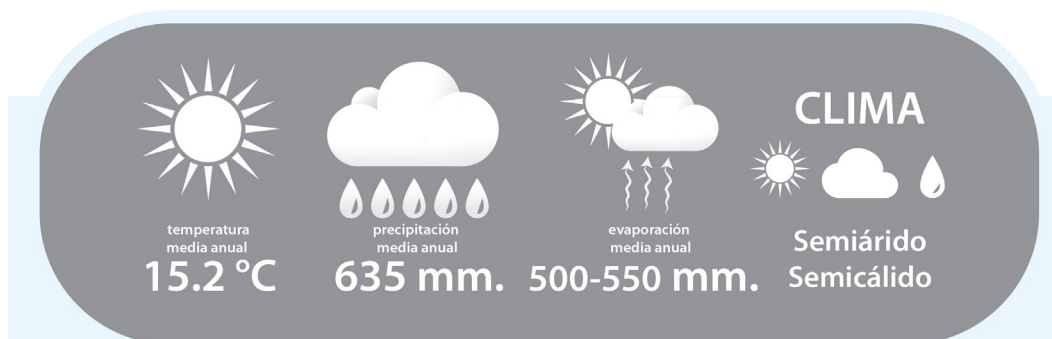 temperatura
media anual
15.2 °C
precipitación
media anual
635 mm.
evaporación
media anual
500-550 mm.
CLIMA
Semiárido
Semicálido